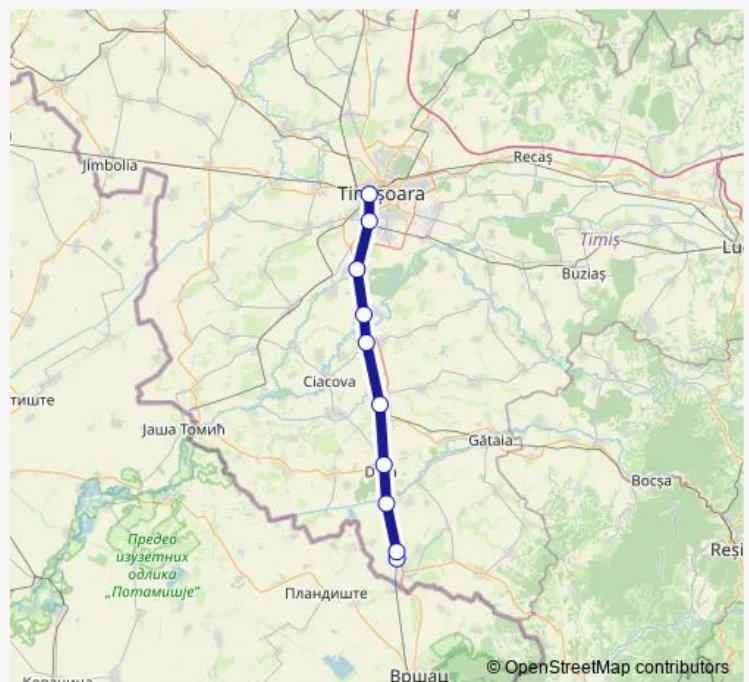 Recaș
Jimbolia
Timișoara
Timiș
Lu
Buziaș
Ciacova
тиште
Јаша Томић
Gătaia
Bocșa
Предео
изузетних
одлика
„Потамишје”
Reși
Пландиште
Вршац
© OpenStreetMap contributors